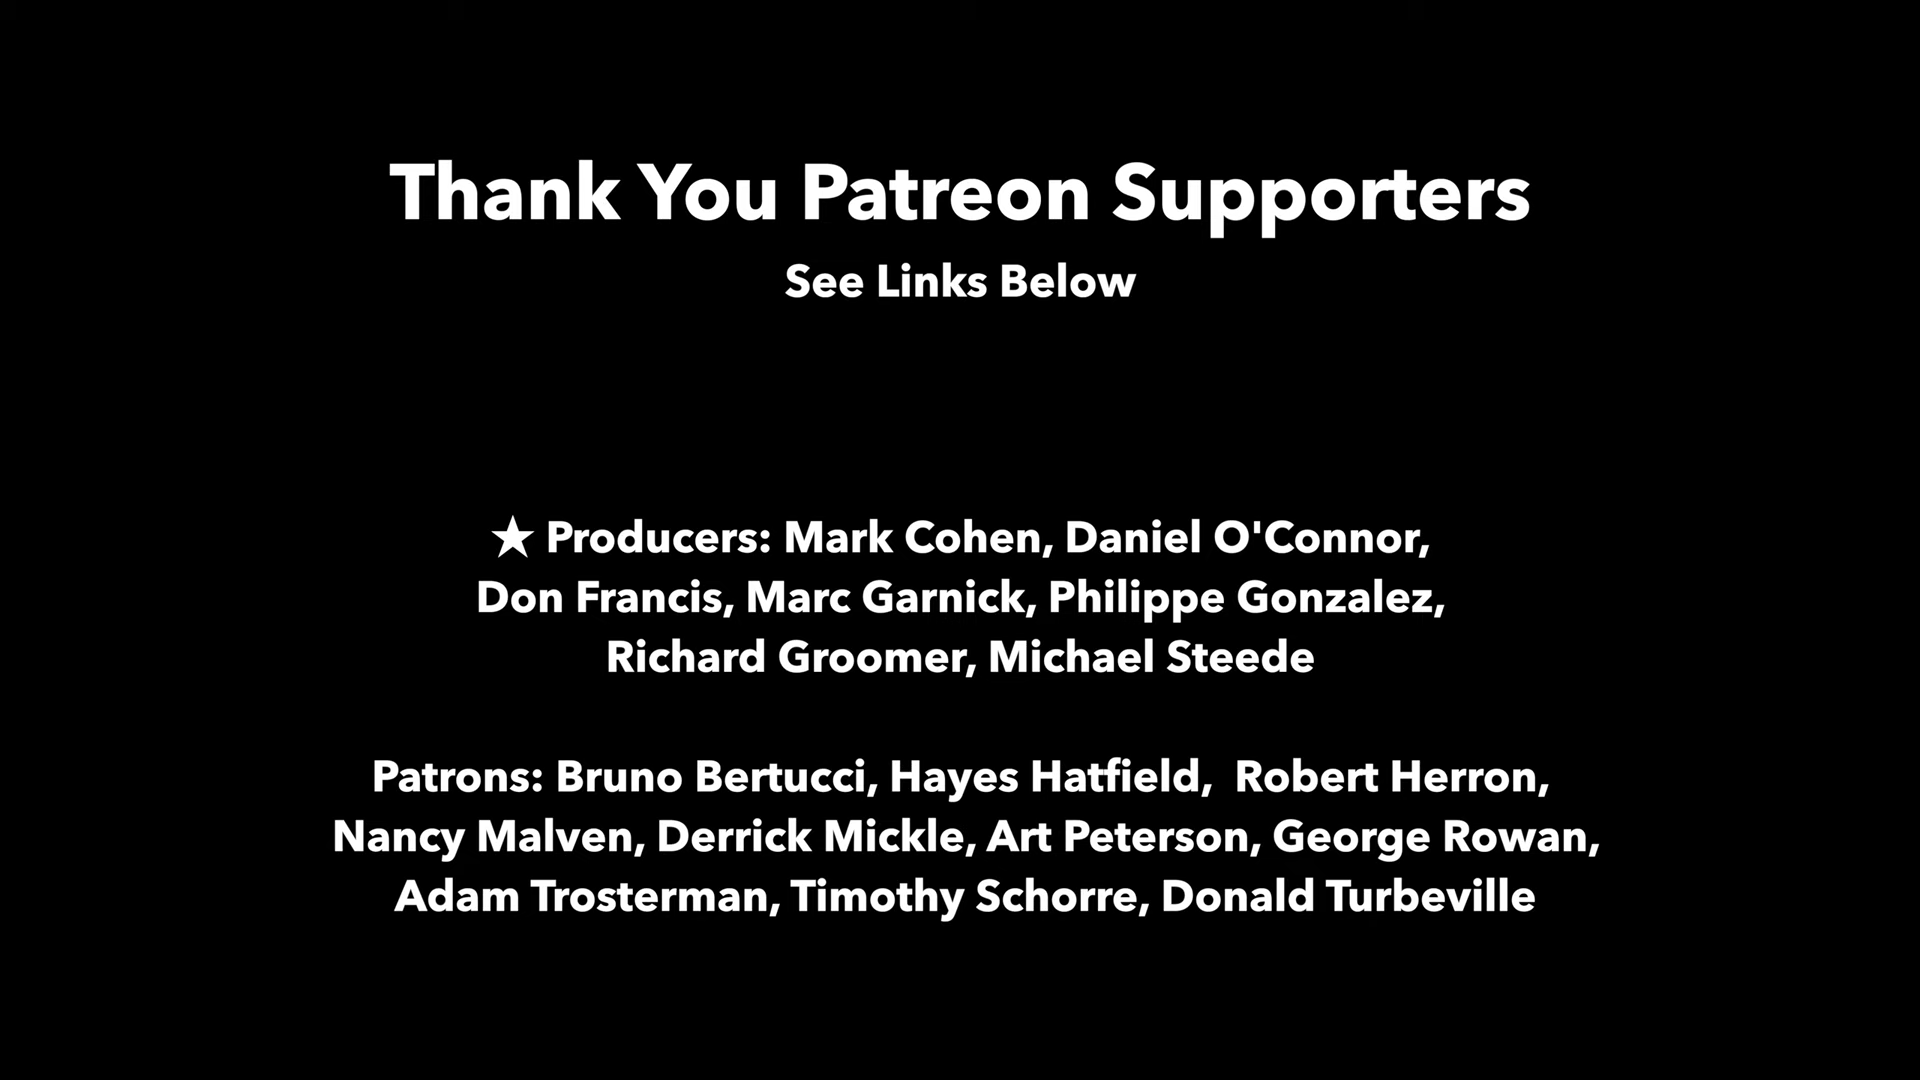 Thank You Patreon Supporters
See Links Below
★ Producers: Mark Cohen, Daniel O'Connor,
Don Francis, Marc Garnick, Philippe Gonzalez,
Richard Groomer, Michael Steede
Patrons: Bruno Bertucci, Hayes Hatfield,  Robert Herron,
Nancy Malven, Derrick Mickle, Art Peterson, George Rowan,
Adam Trosterman, Timothy Schorre, Donald Turbeville